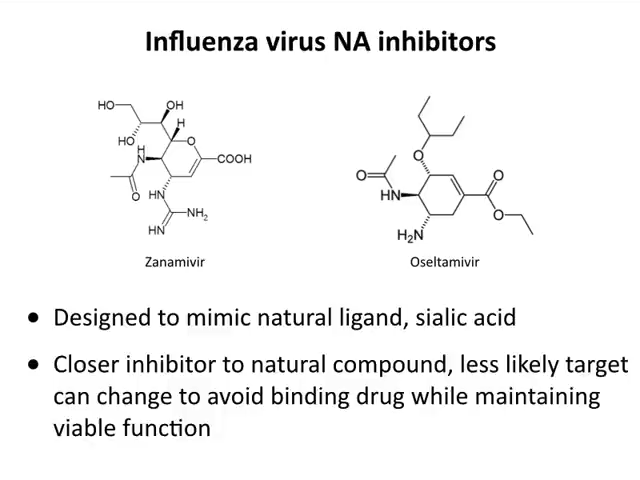 Influenza virus NA inhibitors
HO
OH
H
HO
O
H
N
COOH
O
HN
NH2
HN
Zanamivir
O
O
HN
O
O
H2N
Oseltamivir
• Designed to mimic natural ligand, sialic acid
• Closer inhibitor to natural compound, less likely target
can change to avoid binding drug while maintaining
viable function